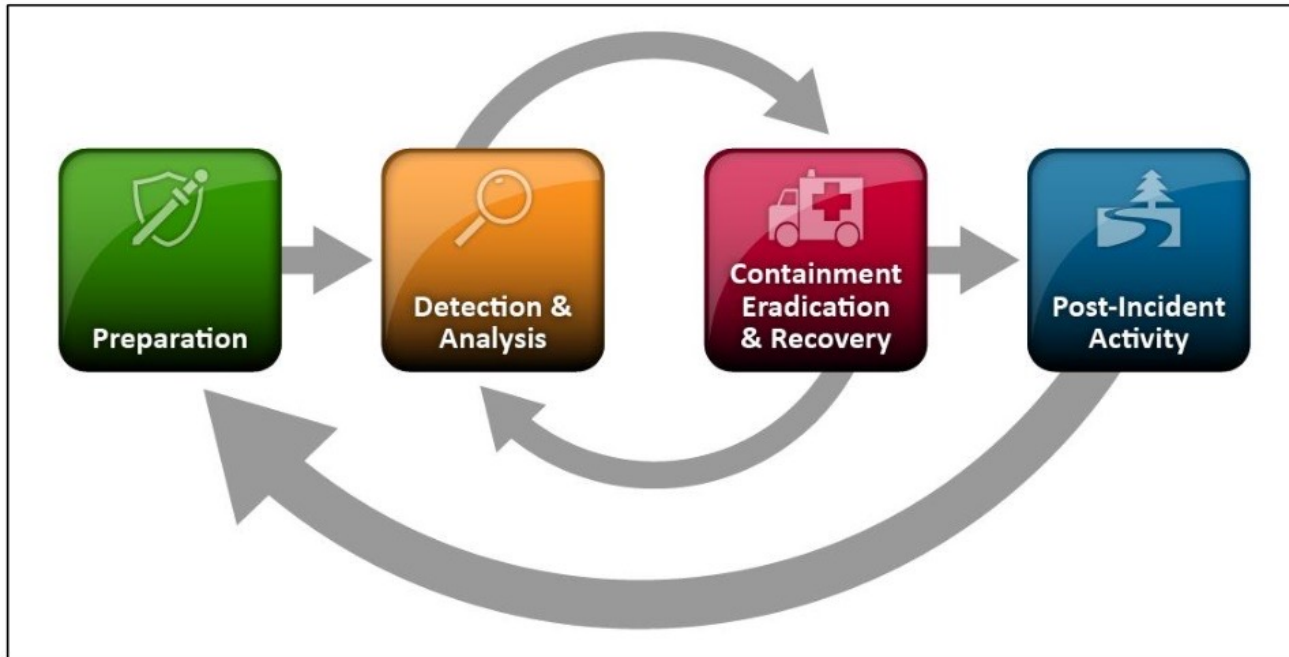 Preparation
Detection &
Analysis
Containment
Eradication
& Recovery
Post-Incident
Activity